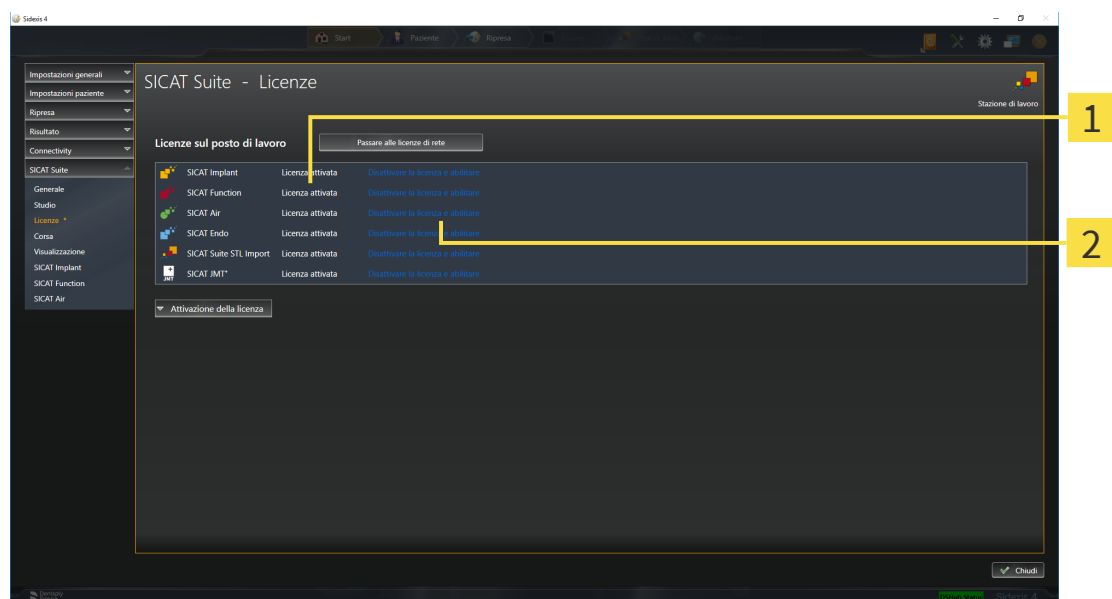 Sidexis 4
Start
Paziente
Ripresa
Impostazioni generali
Impostazioni paziente
Ripresa
Risultato
Connectivity
SICAT Suite
Generale
Studio
Licenze *
Corsa
Visualizzazione
SICAT Implant
SICAT Function
SICAT Air
SICAT Suite - Licenze
Stazione di lavoro
Licenze sul posto di lavoro Passare alle licenze di rete
SICAT Implant Licenza attivata Disattivare la licenza e abilitare
SICAT Function Licenza attivata Disattivare la licenza e abilitare
SICAT Air Licenza attivata Disattivare la licenza e abilitare
SICAT Endo Licenza attivata Disattivare la licenza e abilitare
SICAT Suite STL Import Licenza attivata Disattivare la licenza e abilitare
JMT SICAT JMT+ Licenza attivata Disattivare la licenza e abilitare
Attivazione della licenza
1
2
Chiudi
Sidexis 4